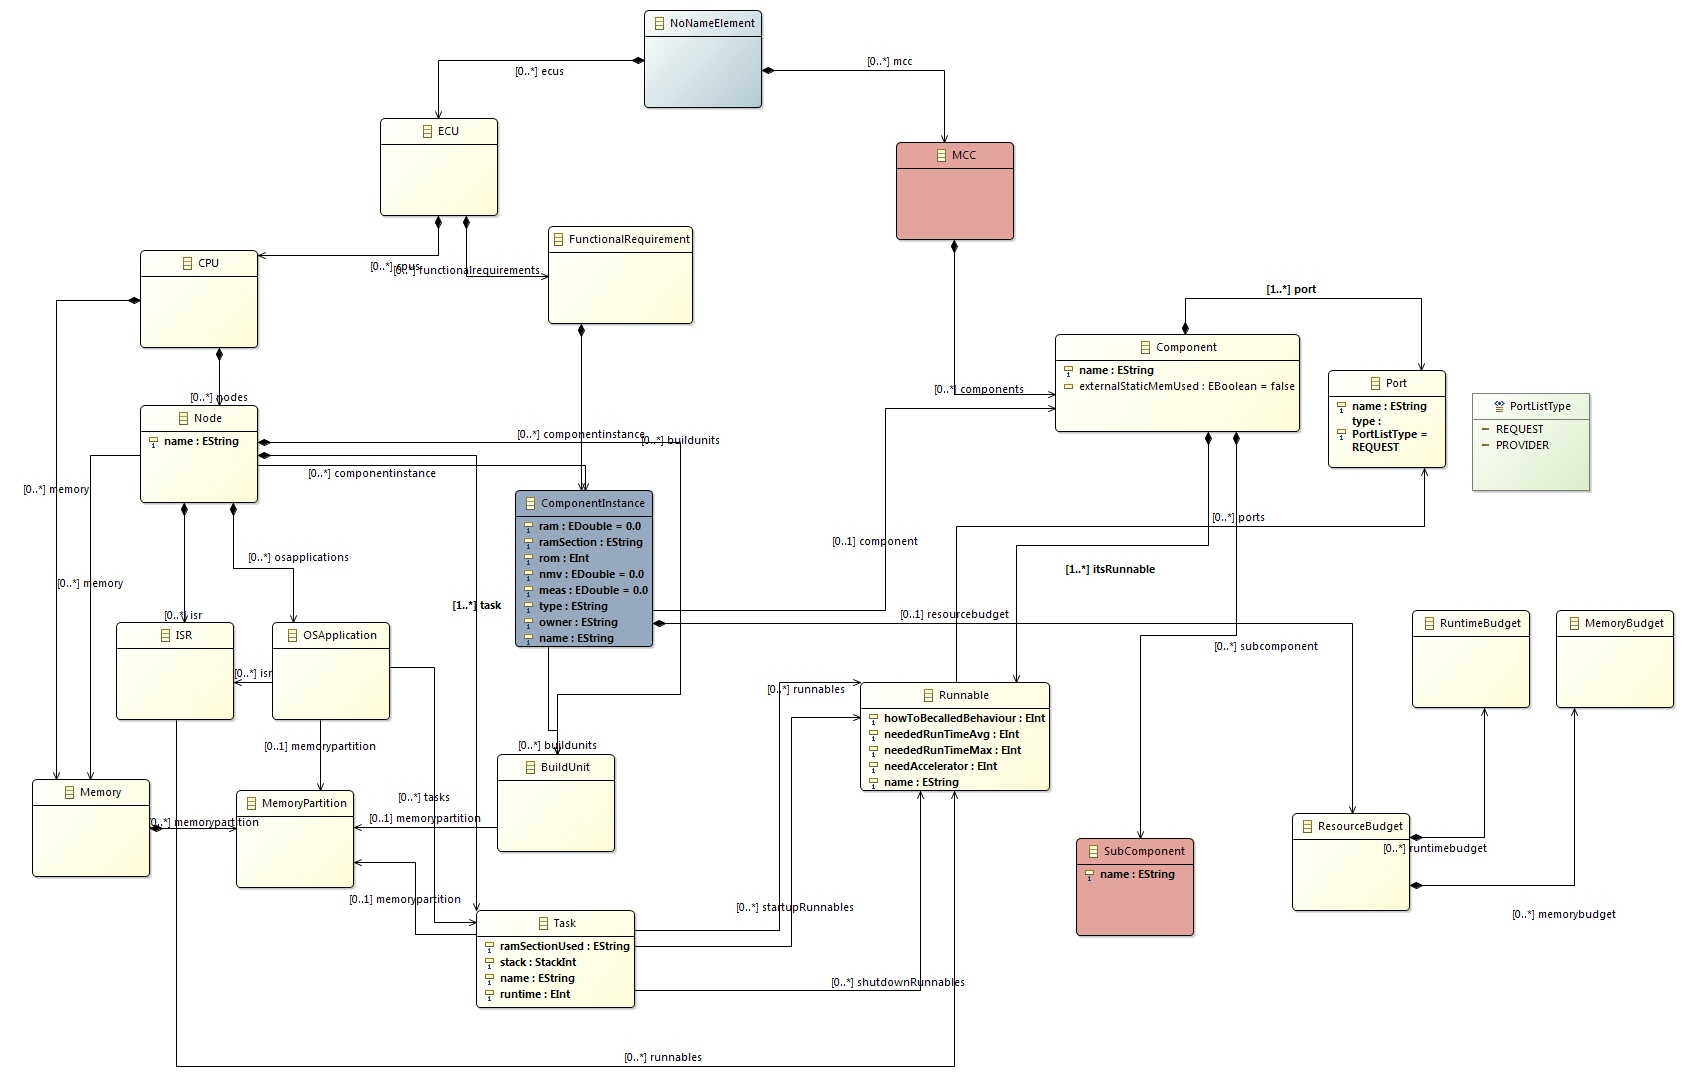 NoNameElement
[0..*] ecus
[0..*] mcc
ECU
MCC
FunctionalRequirement
CPU
[0..*] cpus
[0..*] functionalrequirements
[1..*] port
Component
name : EString
externalStaticMemUsed : EBoolean = false
Port
name : EString
type :
PortListType =
REQUEST
PortListType
REQUEST
PROVIDER
[0..*] components
[0..*] nodes
Node
name : EString
[0..*] componentinstance
[0..*] buildunits
[0..*] componentinstance
[0..*] memory
ComponentInstance
ram : EDouble = 0.0
ramSection : EString
rom : EInt
nmv : EDouble = 0.0
meas : EDouble = 0.0
type : EString
owner : EString
name : EString
[0..*] ports
[0..1] component
[0..*] osapplications
[1..*] itsRunnable
[0..*] memory
[1..*] task
[0..*] isr
[0..1] resourcebudget
ISR
OSApplication
RuntimeBudget
MemoryBudget
[0..*] subcomponent
[0..*] isr
[0..*] runnables
Runnable
howToBecalledBehaviour : EInt
neededRunTimeAvg : EInt
neededRunTimeMax : EInt
needAccelerator : EInt
name : EString
[0..1] memorypartition
[0..*] buildunits
BuildUnit
Memory
MemoryPartition
[0..*] tasks
[0..*] memorypartition
[0..1] memorypartition
ResourceBudget
[0..*] runtimebudget
SubComponent
name : EString
[0..1] memorypartition
[0..*] startupRunnables
[0..*] memorybudget
Task
ramSectionUsed : EString
stack : StackInt
name : EString
runtime : EInt
[0..*] shutdownRunnables
[0..*] runnables